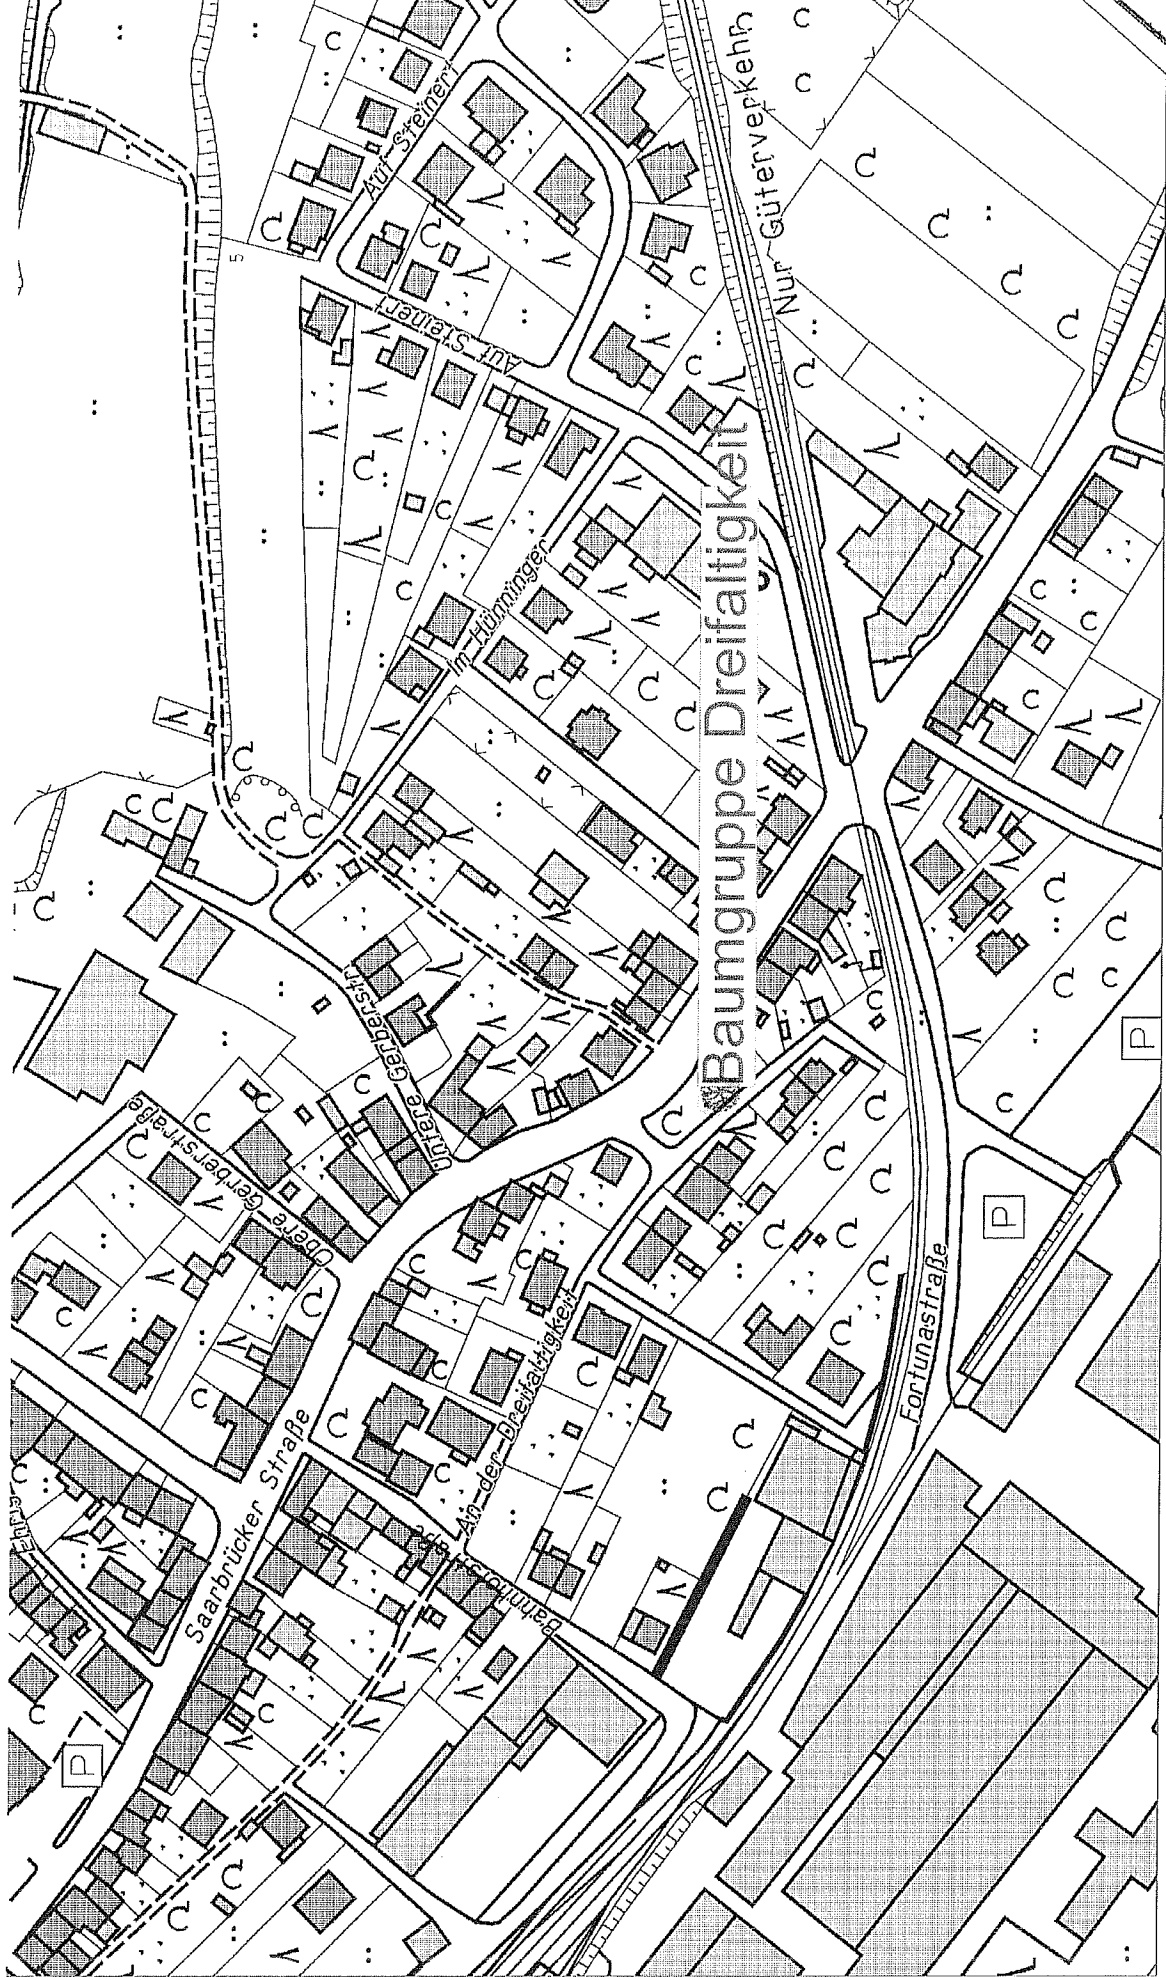 Auf Steinert
Auf Steinert
Nur Güterverkehr
5
Im Hünninger
Baumgruppe Dreifaltigkeit
Untere Gerberstr.
Obere Gerberstraße
An der Dreifaltigkeit
Saarbrücker Straße
Bahnhofstraße
Fortunastraße
P
P
P